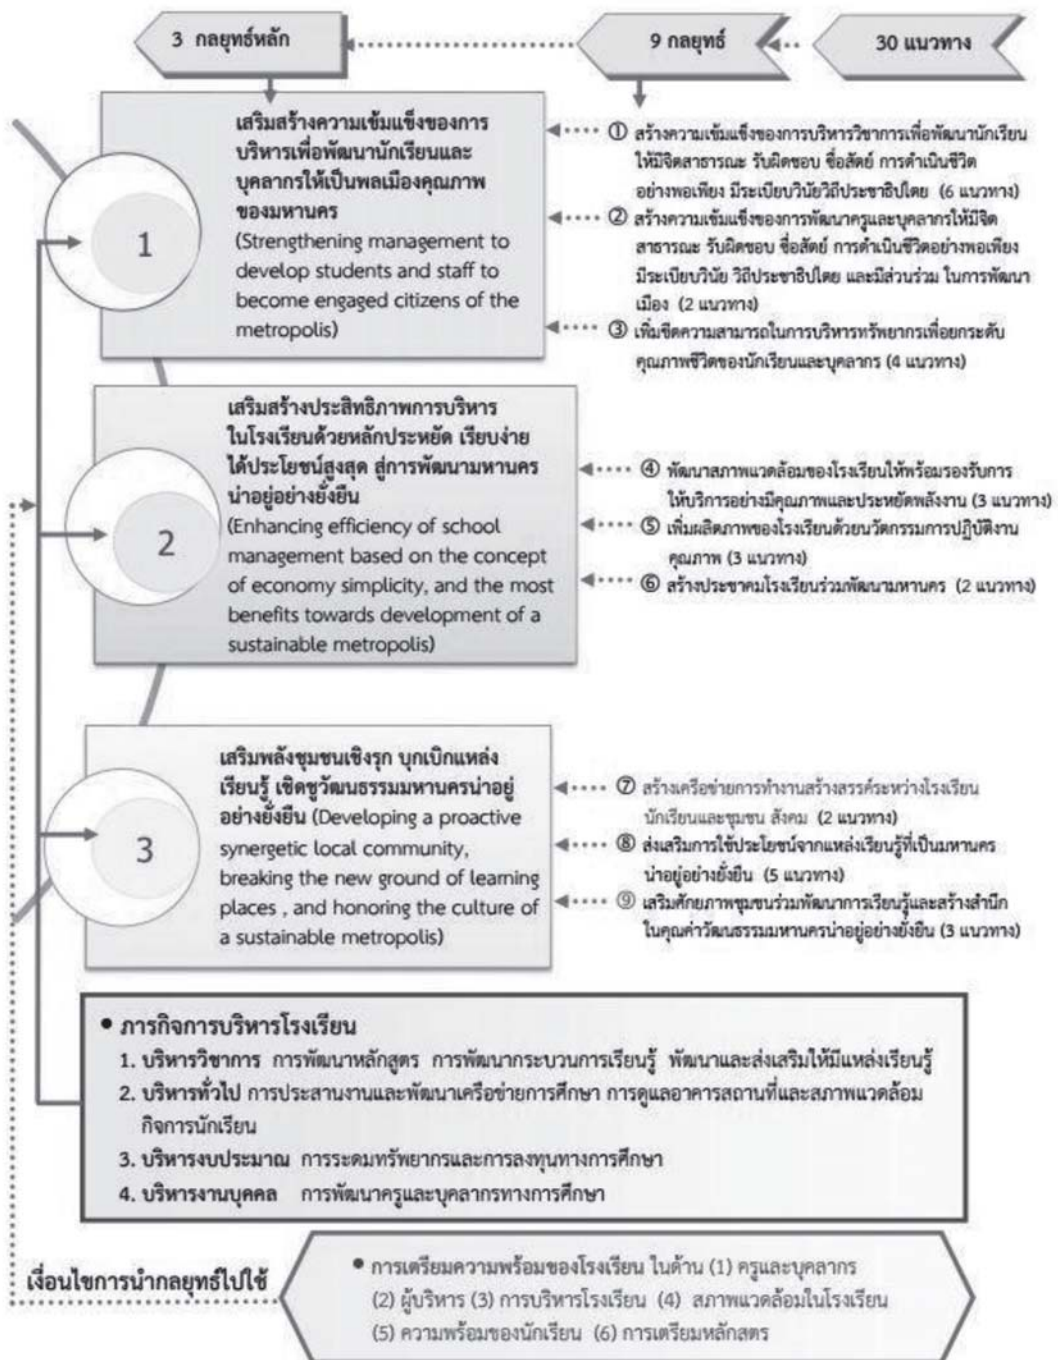 3 กลยุทธ์หลัก
9 กลยุทธ์
30 แนวทาง
1
เสริมสร้างความเข้มแข็งของการ
บริหารเพื่อพัฒนานักเรียนและ
บุคลากรให้เป็นพลเมืองคุณภาพ
ของมหานคร
(Strengthening management to
develop students and staff to
become engaged citizens of the
metropolis)
① สร้างความเข้มแข็งของการบริหารวิชาการเพื่อพัฒนานักเรียน
ให้มีจิตสาธารณะ รับผิดชอบ ซื่อสัตย์ การดำเนินชีวิต
อย่างพอเพียง มีระเบียบวินัยวิถีประชาธิปไตย (6 แนวทาง)
② สร้างความเข้มแข็งของการพัฒนาครูและบุคลากรให้มีจิต
สาธารณะ รับผิดชอบ ซื่อสัตย์ การดำเนินชีวิตอย่างพอเพียง
มีระเบียบวินัย วิถีประชาธิปไตย และมีส่วนร่วม ในการพัฒนา
เมือง (2 แนวทาง)
③ เพิ่มขีดความสามารถในการบริหารทรัพยากรเพื่อยกระดับ
คุณภาพชีวิตของนักเรียนและบุคลากร (4 แนวทาง)
2
เสริมสร้างประสิทธิภาพการบริหาร
ในโรงเรียนด้วยหลักประหยัด เรียบง่าย
ได้ประโยชน์สูงสุด สู่การพัฒนามหานคร
น่าอยู่อย่างยั่งยืน
(Enhancing efficiency of school
management based on the concept
of economy simplicity, and the most
benefits towards development of a
sustainable metropolis)
④ พัฒนาสภาพแวดล้อมของโรงเรียนให้พร้อมรองรับการ
ให้บริการอย่างมีคุณภาพและประหยัดพลังงาน (3 แนวทาง)
⑤ เพิ่มผลิตภาพของโรงเรียนด้วยนวัตกรรมการปฏิบัติงาน
คุณภาพ (3 แนวทาง)
⑥ สร้างประชาคมโรงเรียนร่วมพัฒนามหานคร (2 แนวทาง)
3
เสริมพลังชุมชนเชิงรุก บุกเบิกแหล่ง
เรียนรู้ เชิดชูวัฒนธรรมมหานครน่าอยู่
อย่างยั่งยืน (Developing a proactive
synergetic local community,
breaking the new ground of learning
places , and honoring the culture of
a sustainable metropolis)
⑦ สร้างเครือข่ายการทำงานสร้างสรรค์ระหว่างโรงเรียน
นักเรียนและชุมชน สังคม (2 แนวทาง)
⑧ ส่งเสริมการใช้ประโยชน์จากแหล่งเรียนรู้ที่เป็นมหานคร
น่าอยู่อย่างยั่งยืน (5 แนวทาง)
⑨ เสริมศักยภาพชุมชนร่วมพัฒนาการเรียนรู้และสร้างสำนึก
ในคุณค่าวัฒนธรรมมหานครน่าอยู่อย่างยั่งยืน (3 แนวทาง)
• ภารกิจการบริหารโรงเรียน
1. บริหารวิชาการ การพัฒนาหลักสูตร การพัฒนากระบวนการเรียนรู้ พัฒนาและส่งเสริมให้มีแหล่งเรียนรู้
2. บริหารทั่วไป การประสานงานและพัฒนาเครือข่ายการศึกษา การดูแลอาคารสถานที่และสภาพแวดล้อม
กิจการนักเรียน
3. บริหารงบประมาณ การระดมทรัพยากรและการลงทุนทางการศึกษา
4. บริหารงานบุคคล การพัฒนาครูและบุคลากรทางการศึกษา
เงื่อนไขการนำกลยุทธ์ไปใช้
• การเตรียมความพร้อมของโรงเรียน ในด้าน (1) ครูและบุคลากร
(2) ผู้บริหาร (3) การบริหารโรงเรียน (4) สภาพแวดล้อมในโรงเรียน
(5) ความพร้อมของนักเรียน (6) การเตรียมหลักสูตร